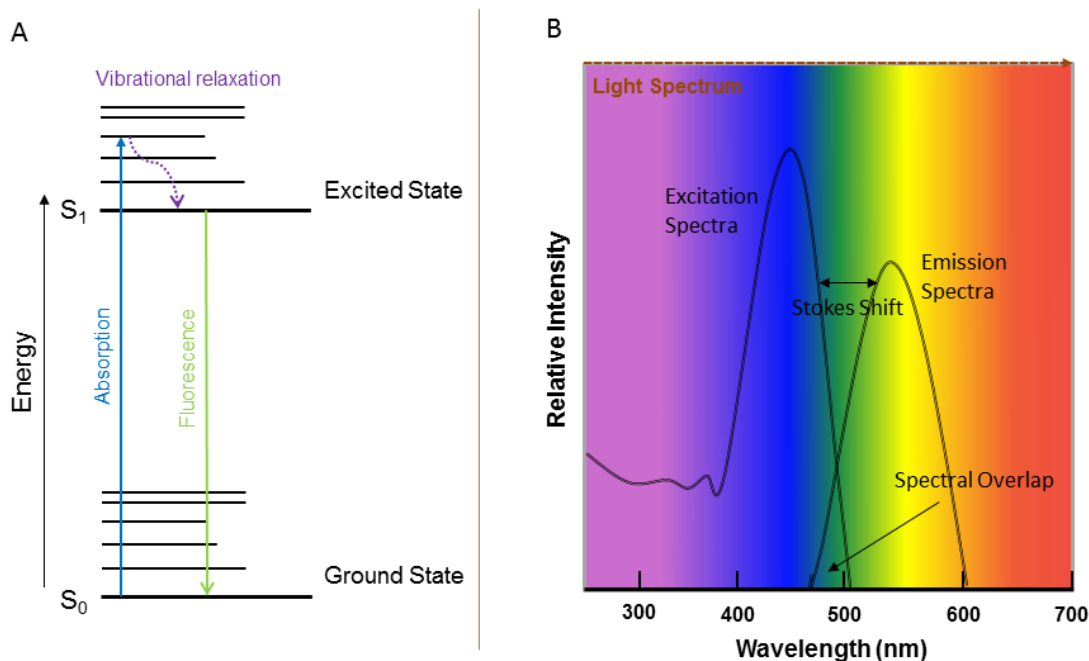 A
Vibrational relaxation
Excited State
S1
Energy
Absorption
Fluorescence
Ground State
S0
B
Light Spectrum
Excitation
Spectra
Emission
Spectra
Stokes Shift
Spectral Overlap
Relative Intensity
300 400 500 600 700
Wavelength (nm)